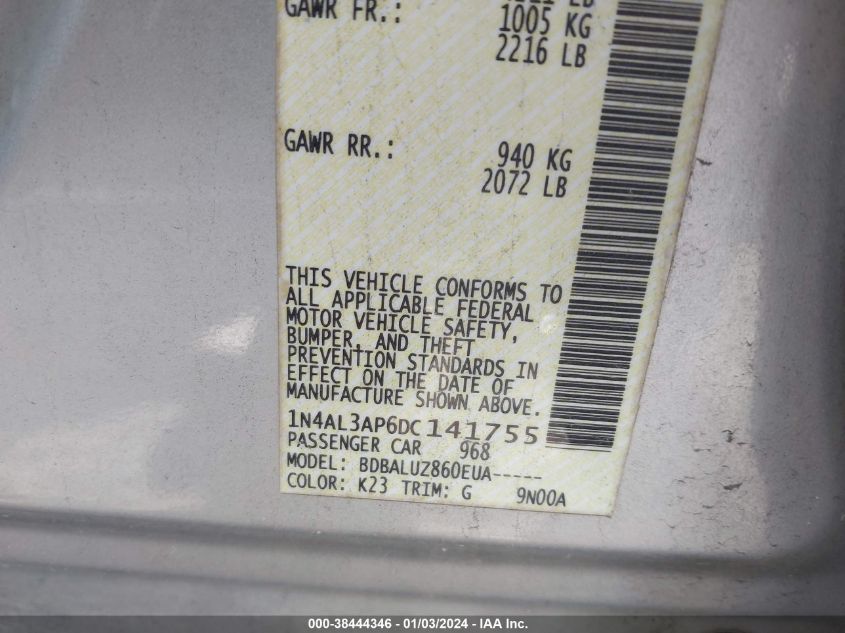 GAWR FR.: 1005 KG
2216 LB
GAWR RR.: 940 KG
2072 LB
THIS VEHICLE CONFORMS TO
ALL APPLICABLE FEDERAL
MOTOR VEHICLE SAFETY,
BUMPER, AND THEFT
PREVENTION STANDARDS IN
EFFECT ON THE DATE OF
MANUFACTURE SHOWN ABOVE.
1N4AL3AP6DC141755
PASSENGER CAR 968
MODEL: BDBALUZ860EUA-----
COLOR: K23 TRIM: G 9N00A
000-38444346 - 01/03/2024 - IAA Inc.